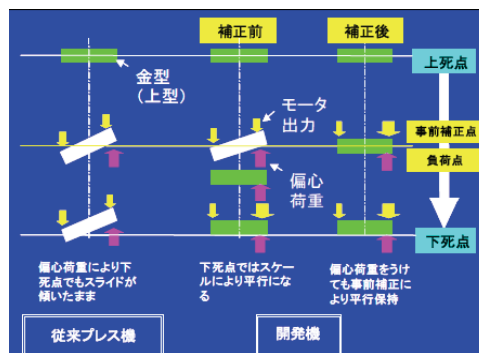 補正前
補正後
上死点
金型
(上型)
モータ
出力
事前補正点
負荷点
偏心
荷重
下死点
偏心荷重により下
死点でもスライドが
傾いたまま
下死点ではスケー
ルにより平行にな
る
偏心荷重をうけ
ても事前補正に
より平行保持
従来プレス機
開発機